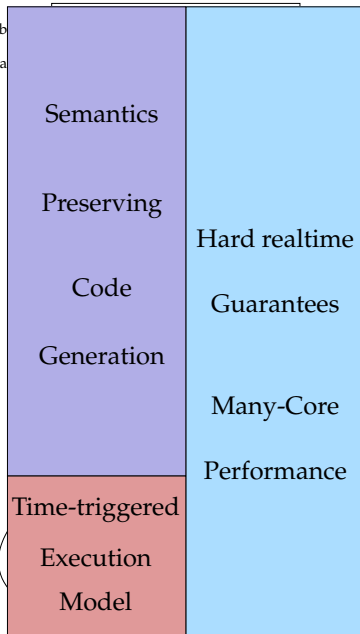 b
a
Semantics
Preserving
Code
Generation
Time-triggered
Execution
Model
Hard realtime
Guarantees
Many-Core
Performance